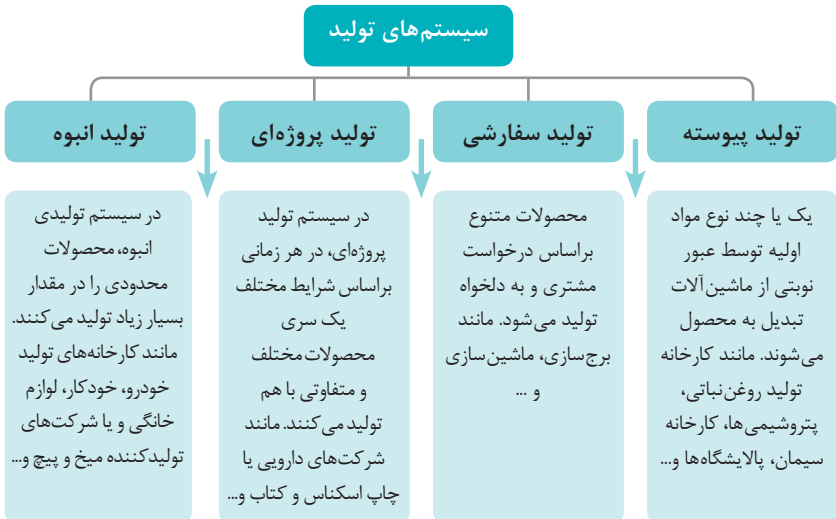 سیستم‌های تولید
تولید پیوسته
یک یا چند نوع مواد
اولیه توسط عبور
نوبتی از ماشین‌آلات
تبدیل به محصول
می‌شوند. مانند کارخانه
تولید روغن‌نباتی،
پتروشیمی‌ها، کارخانه
سیمان، پالایشگاه‌ها و...
تولید سفارشی
محصولات متنوع
براساس درخواست
مشتری و به دلخواه
تولید می‌شود. مانند
برج‌سازی، ماشین‌سازی
و ...
تولید پروژه‌ای
در سیستم تولید
پروژه‌ای، در هر زمانی
براساس شرایط مختلف
یک سری
محصولات مختلف
و متفاوتی با هم
تولید می‌کنند. مانند
شرکت‌های دارویی یا
چاپ اسکناس و کتاب و...
تولید انبوه
در سیستم تولیدی
انبوه، محصولات
محدودی را در مقدار
بسیار زیاد تولید می‌کنند.
مانند کارخانه‌های تولید
خودرو، خودکار، لوازم
خانگی و یا شرکت‌های
تولیدکننده میخ و پیچ و...